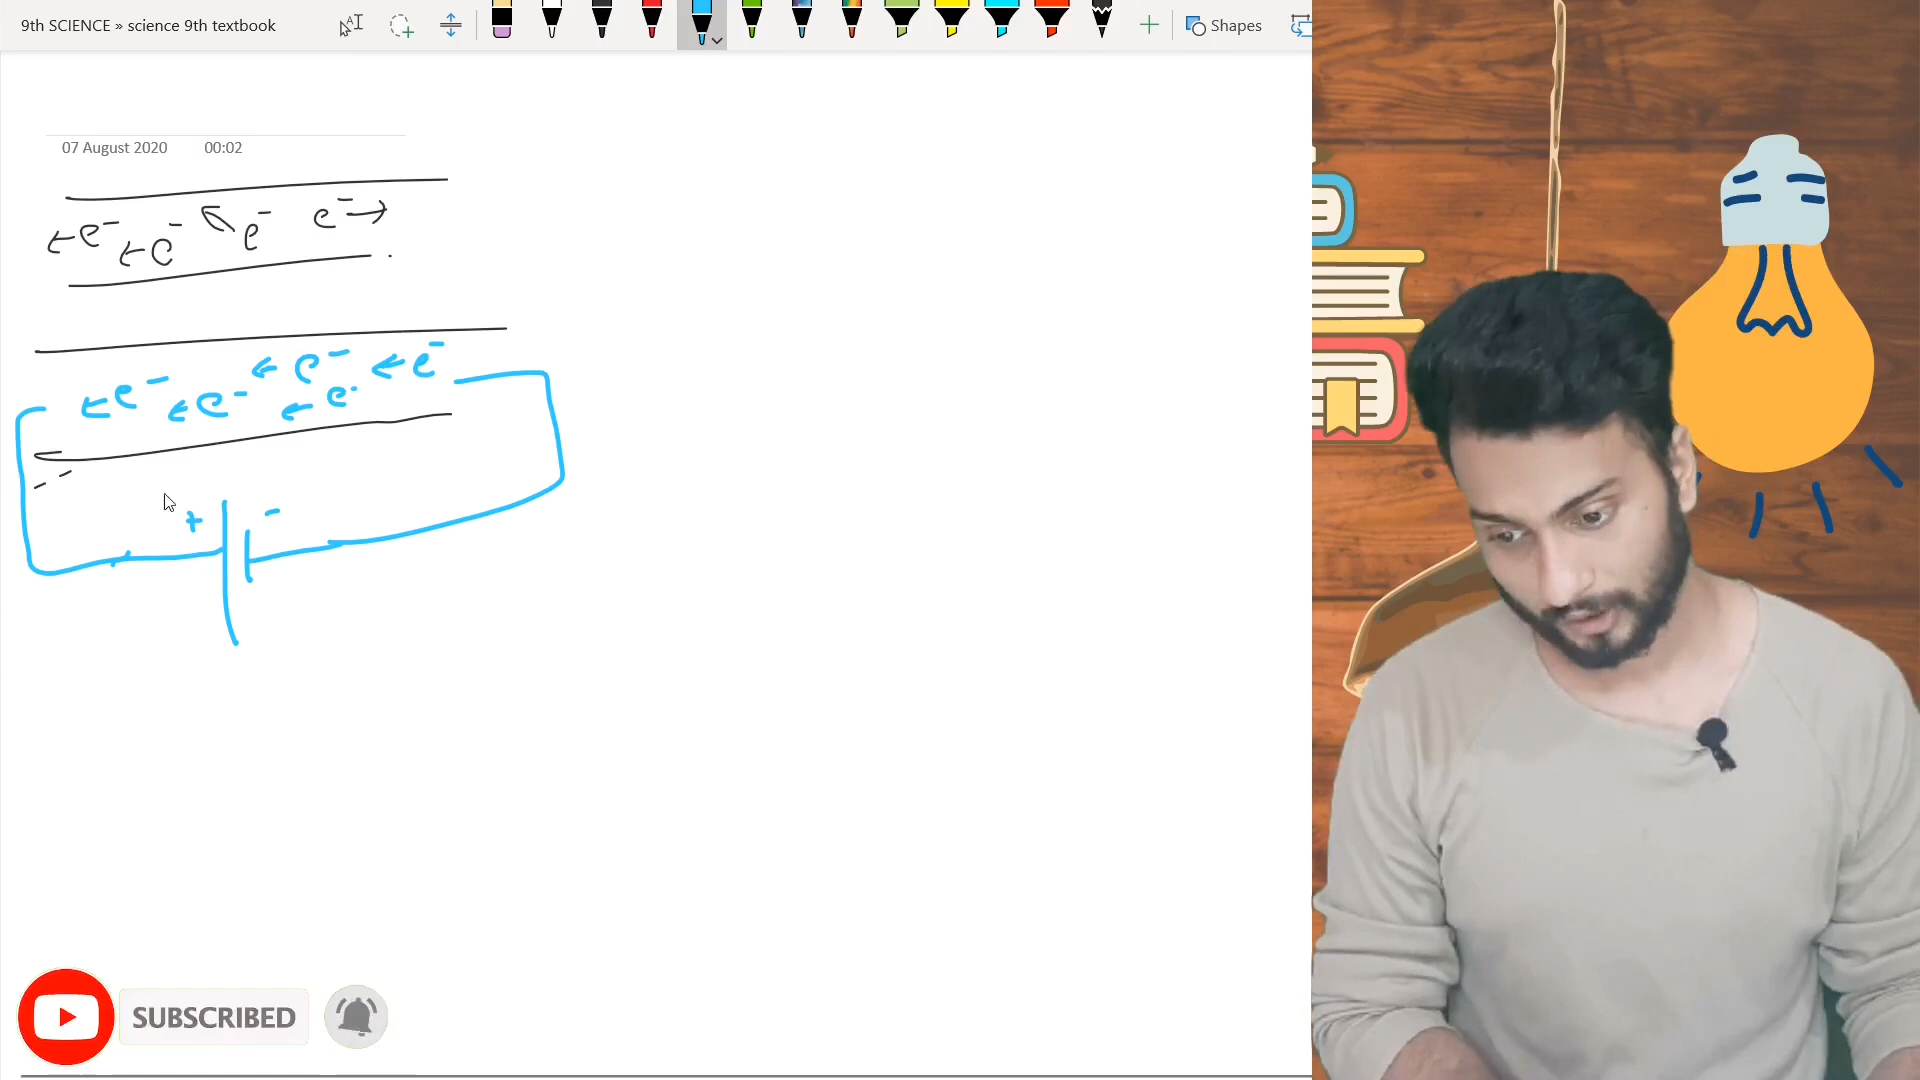 9th SCIENCE » science 9th textbook
Shapes
07 August 2020 00:02
e⁻ e⁻ e⁻ e⁻
e⁻ e⁻ e⁻ e⁻ e⁻
+ -
SUBSCRIBED